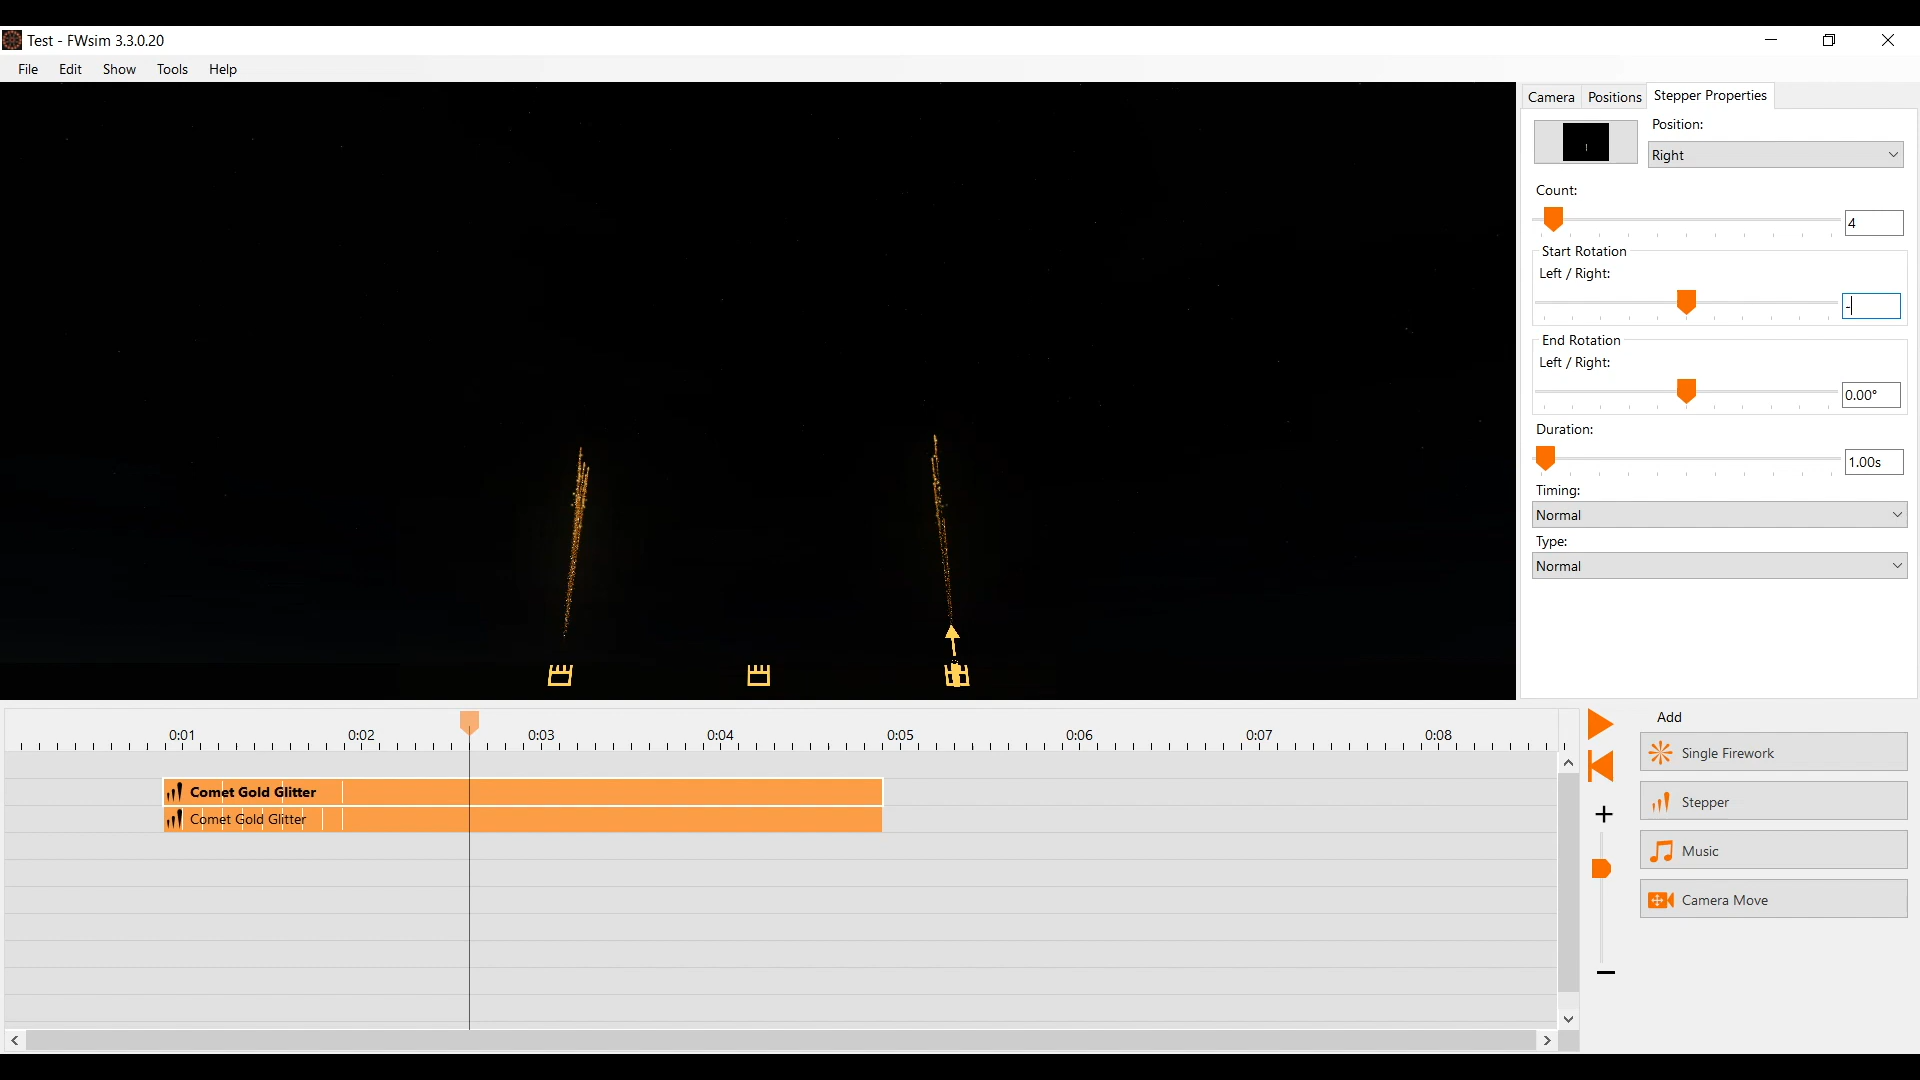 Test - FWsim 3.3.0.20
File Edit Show Tools Help
Camera Positions Stepper Properties
Position:
Right
Count:
4
Start Rotation
Left / Right:
-
End Rotation
Left / Right:
0.00°
Duration:
1.00s
Timing:
Normal
Type:
Normal
0:01 0:02 0:03 0:04 0:05 0:06 0:07 0:08
Comet Gold Glitter
Comet Gold Glitter
Add
Single Firework
Stepper
Music
Camera Move